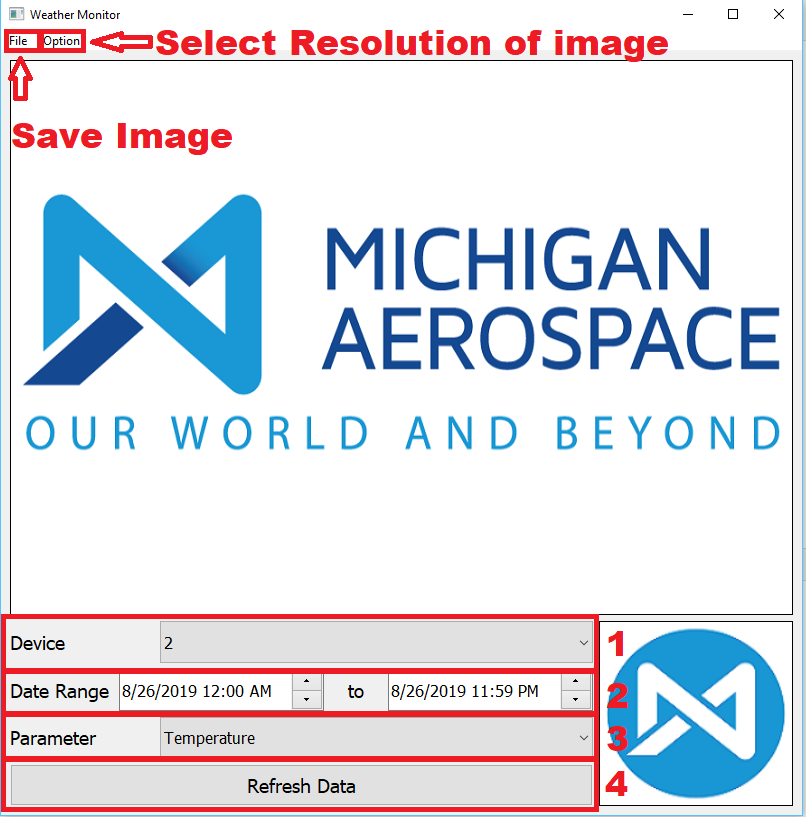 Weather Monitor
File Option Select Resolution of image
Save Image
MICHIGAN
AEROSPACE
OUR WORLD AND BEYOND
Device 2 1
Date Range 8/26/2019 12:00 AM to 8/26/2019 11:59 PM 2
Parameter Temperature 3
Refresh Data 4